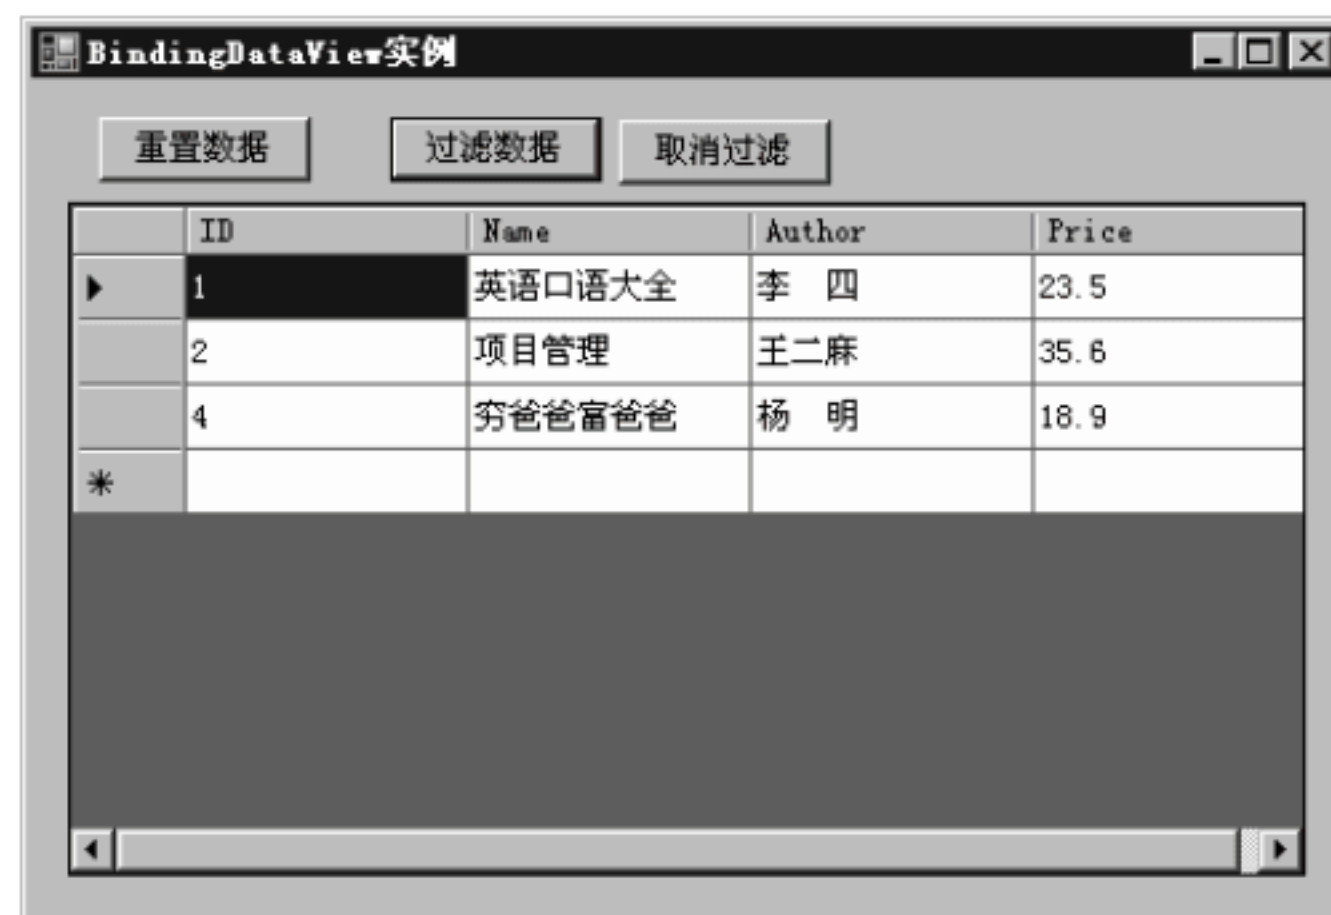 BindingDataView实例
重置数据 过滤数据 取消过滤
ID Name Author Price
1 英语口语大全 李 四 23.5
2 项目管理 王二麻 35.6
4 穷爸爸富爸爸 杨 明 18.9